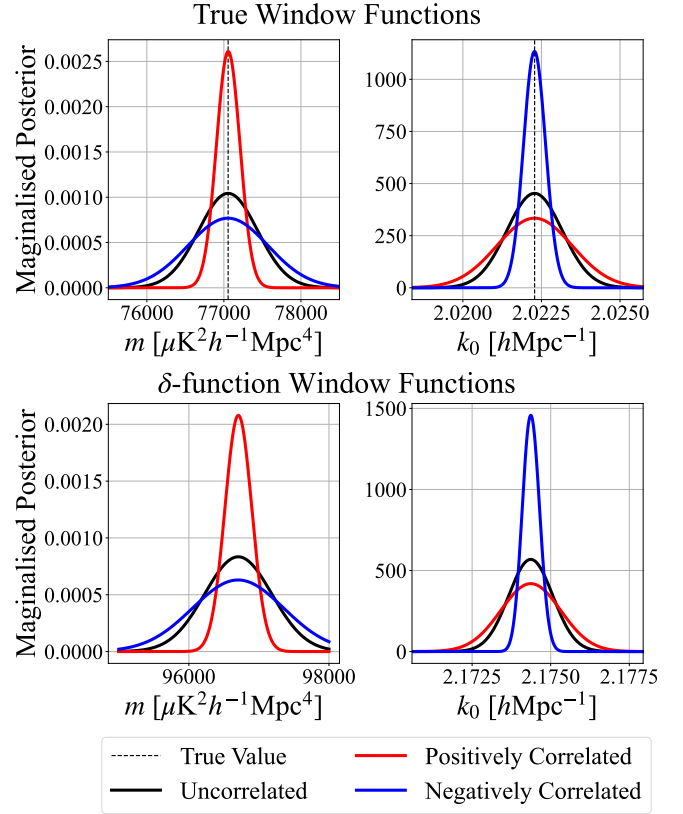 True Window Functions
Maginalised Posterior
0.0025
0.0020
0.0015
0.0010
0.0005
0.0000
76000 77000 78000
m [μK²h⁻¹Mpc⁴]
1000
750
500
250
0
2.0200 2.0225 2.0250
k₀ [hMpc⁻¹]
δ-function Window Functions
Maginalised Posterior
0.0020
0.0015
0.0010
0.0005
0.0000
96000 98000
m [μK²h⁻¹Mpc⁴]
1500
1000
500
0
2.1725 2.1750 2.1775
k₀ [hMpc⁻¹]
True Value
Uncorrelated
Positively Correlated
Negatively Correlated